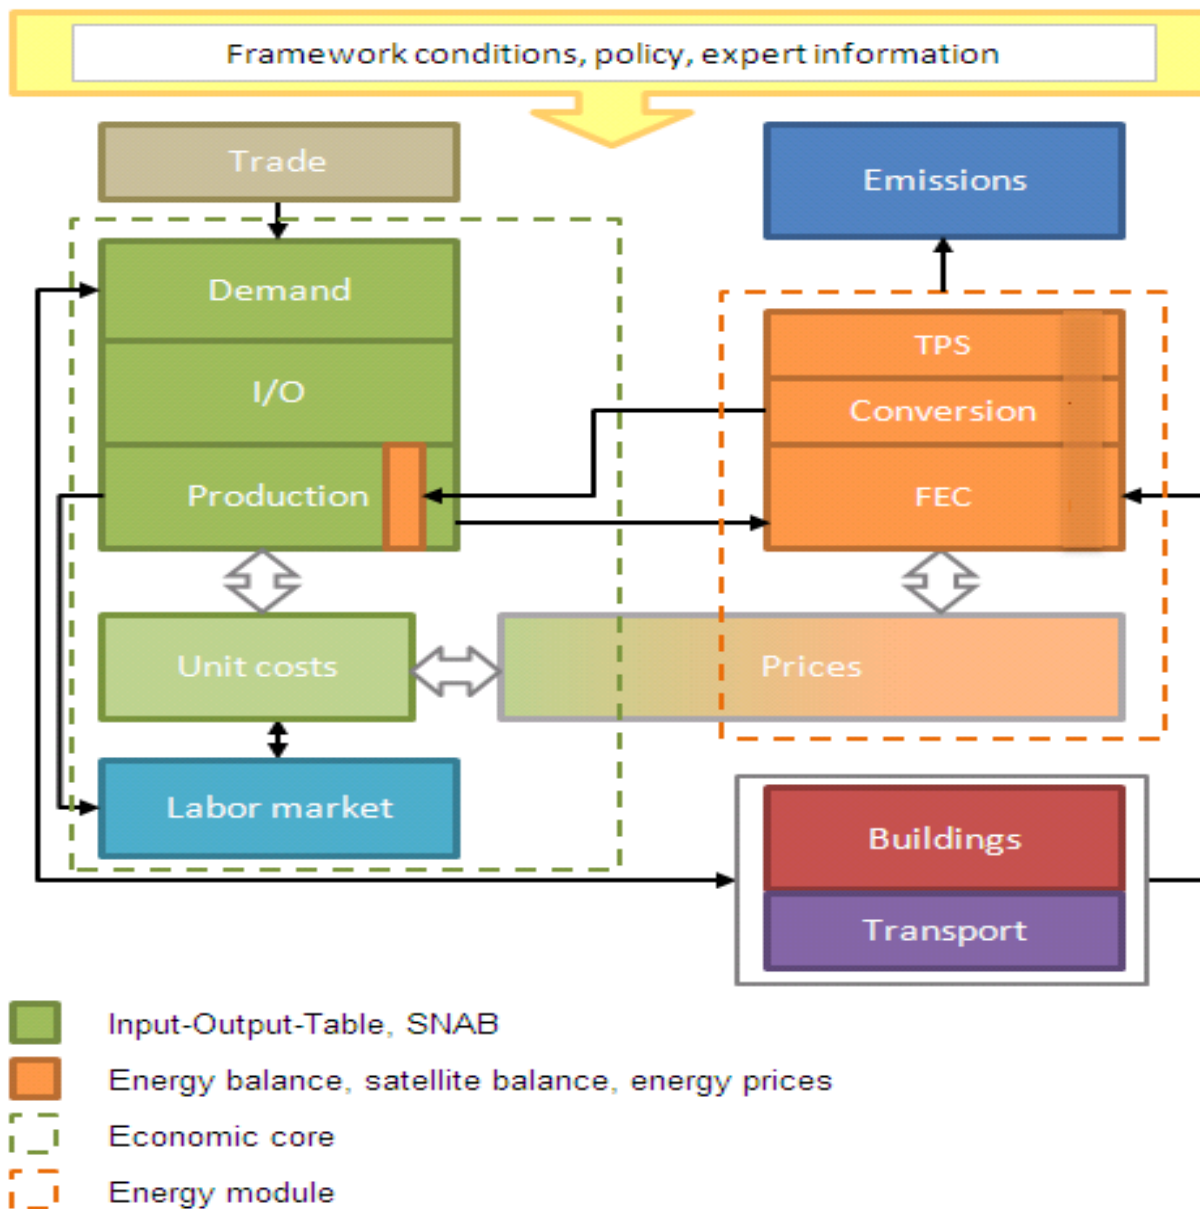 Framework conditions, policy, expert information
Trade
Emissions
Demand
I/O
Production
TPS
Conversion
FEC
Unit costs
Prices
Labor market
Buildings
Transport
Input-Output-Table, SNAB
Energy balance, satellite balance, energy prices
Economic core
Energy module